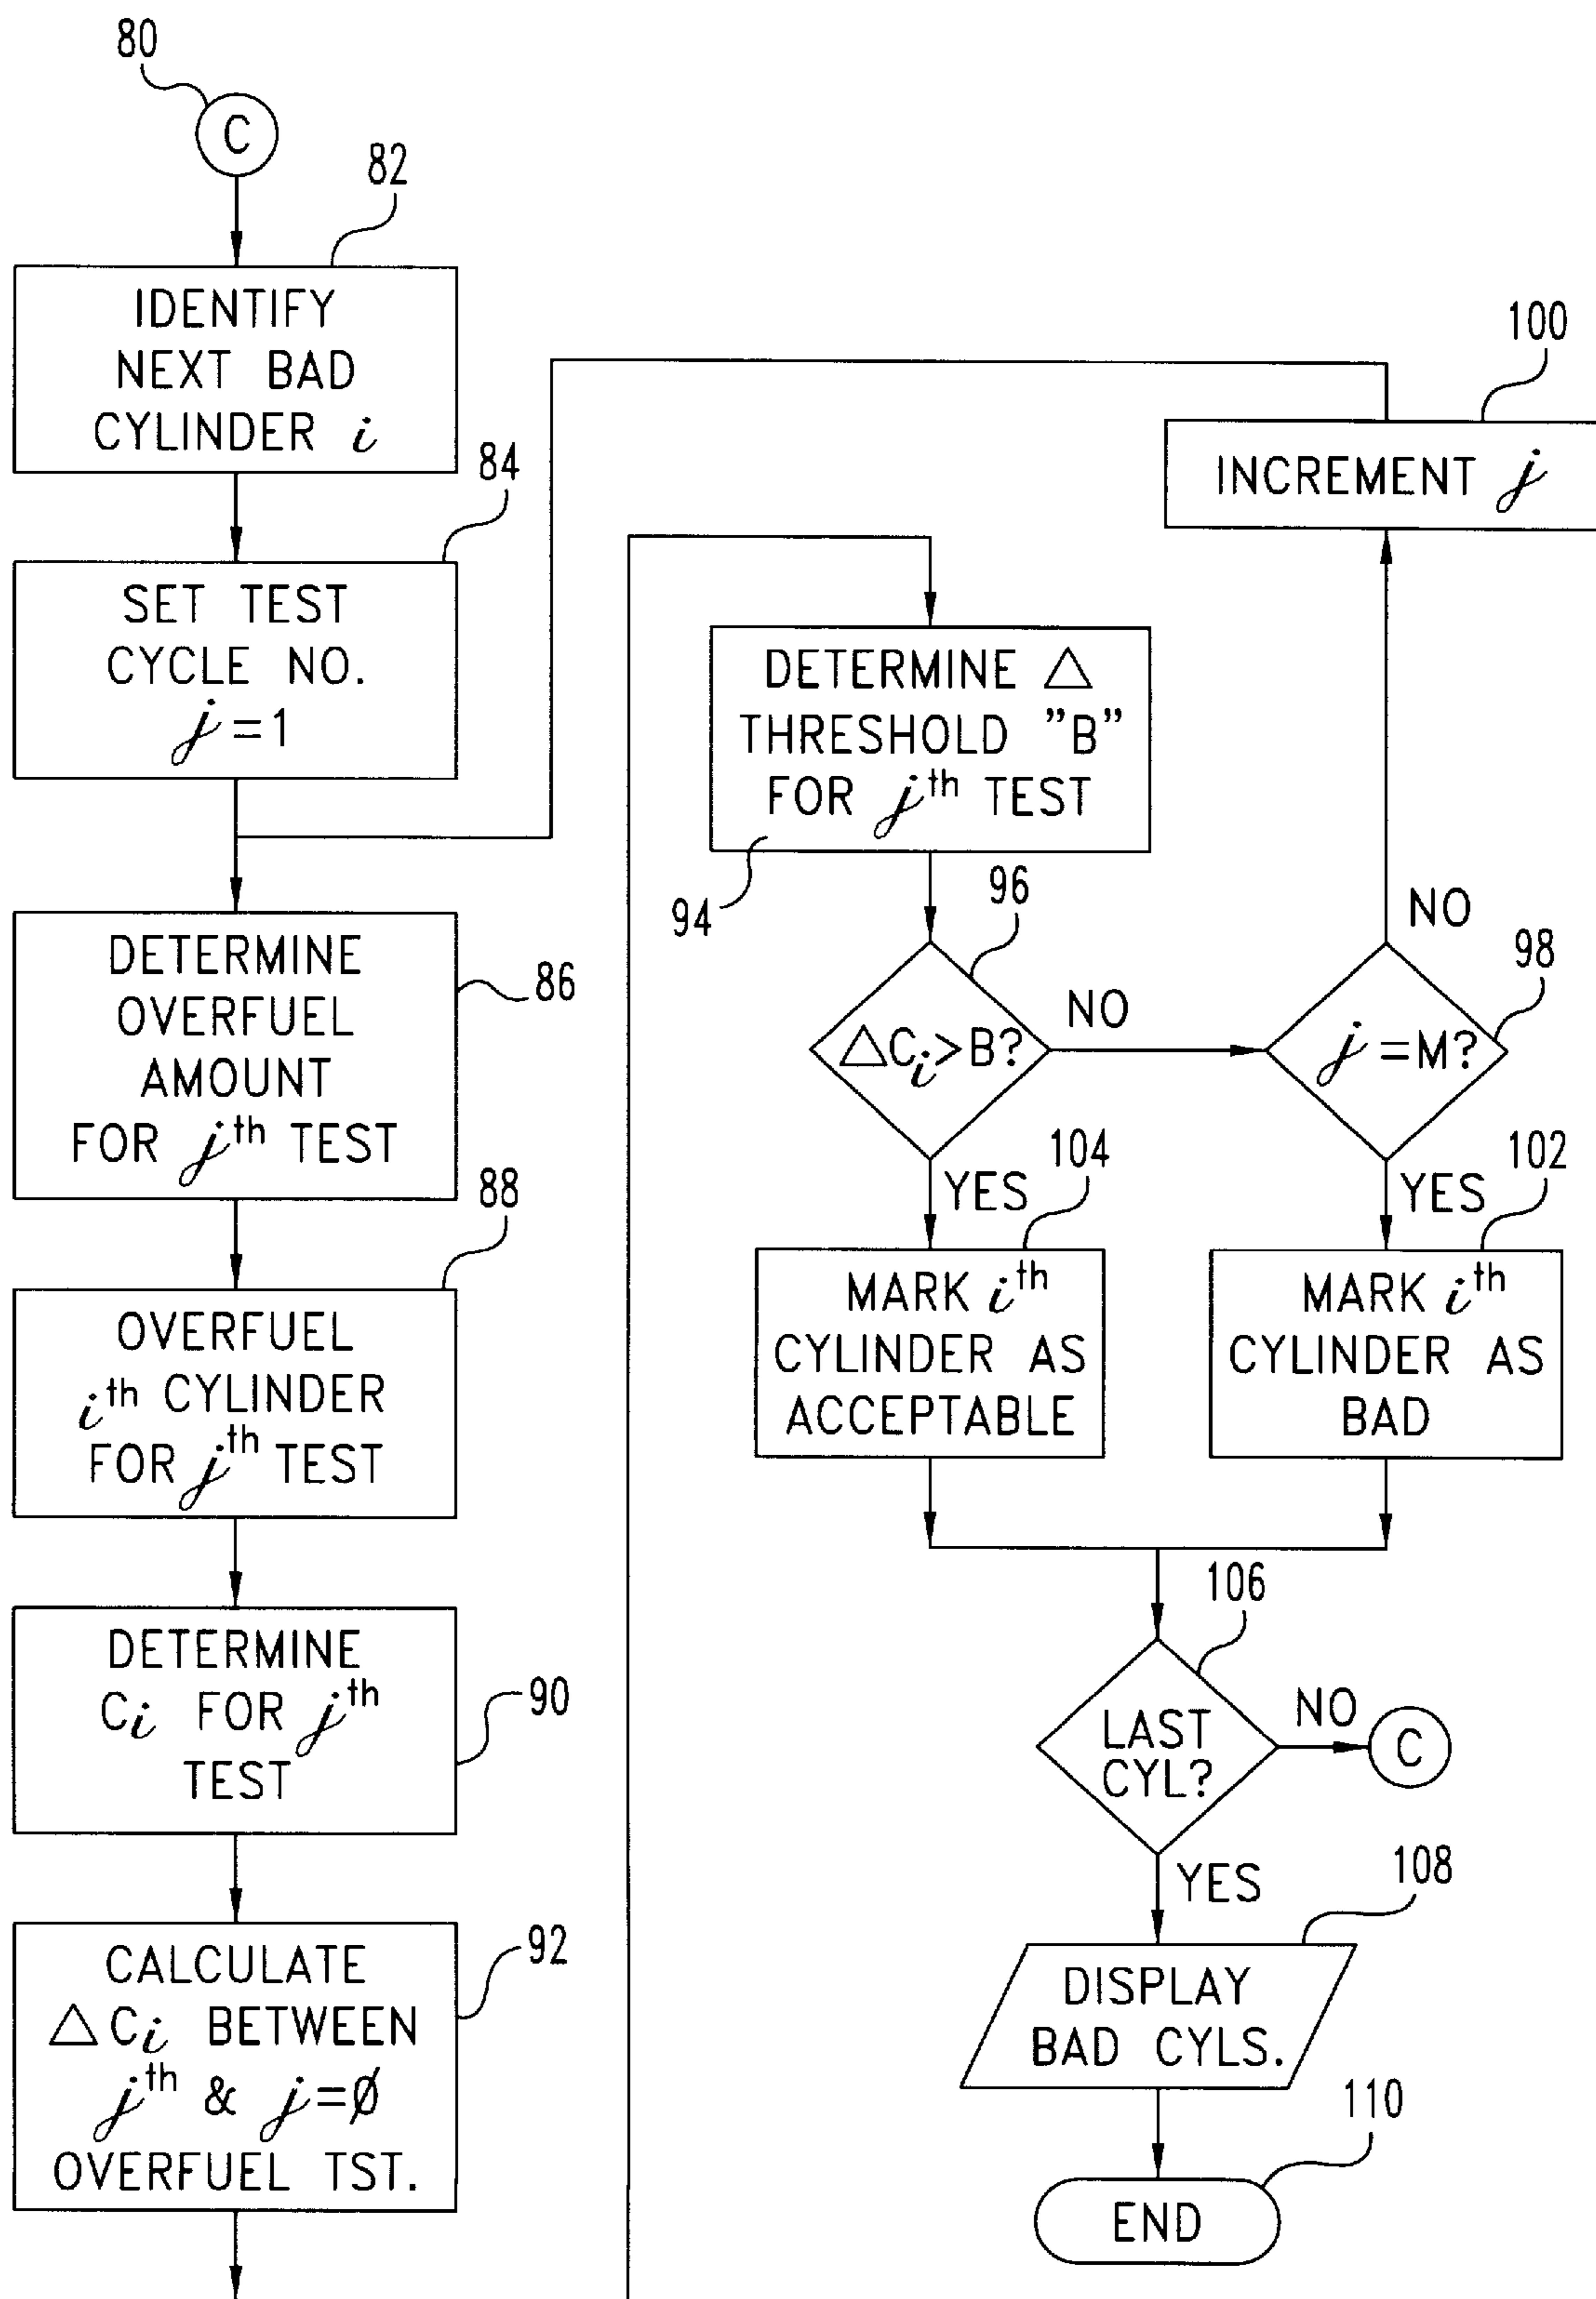 80
C
82
IDENTIFY
NEXT BAD
CYLINDER i
84
SET TEST
CYCLE NO.
j=1
DETERMINE
OVERFUEL
AMOUNT
FOR jth TEST
86
88
OVERFUEL
ith CYLINDER
FOR jth TEST
DETERMINE
Ci FOR jth
TEST
90
CALCULATE
△Ci BETWEEN
jth & j=Ø
OVERFUEL TST.
92
100
INCREMENT j
DETERMINE △
THRESHOLD "B"
FOR jth TEST
94
96
△Ci>B?
NO
NO
98
j=M?
YES
104
YES
102
MARK ith
CYLINDER AS
ACCEPTABLE
MARK ith
CYLINDER AS
BAD
106
LAST
CYL?
NO
C
YES
108
DISPLAY
BAD CYLS.
110
END